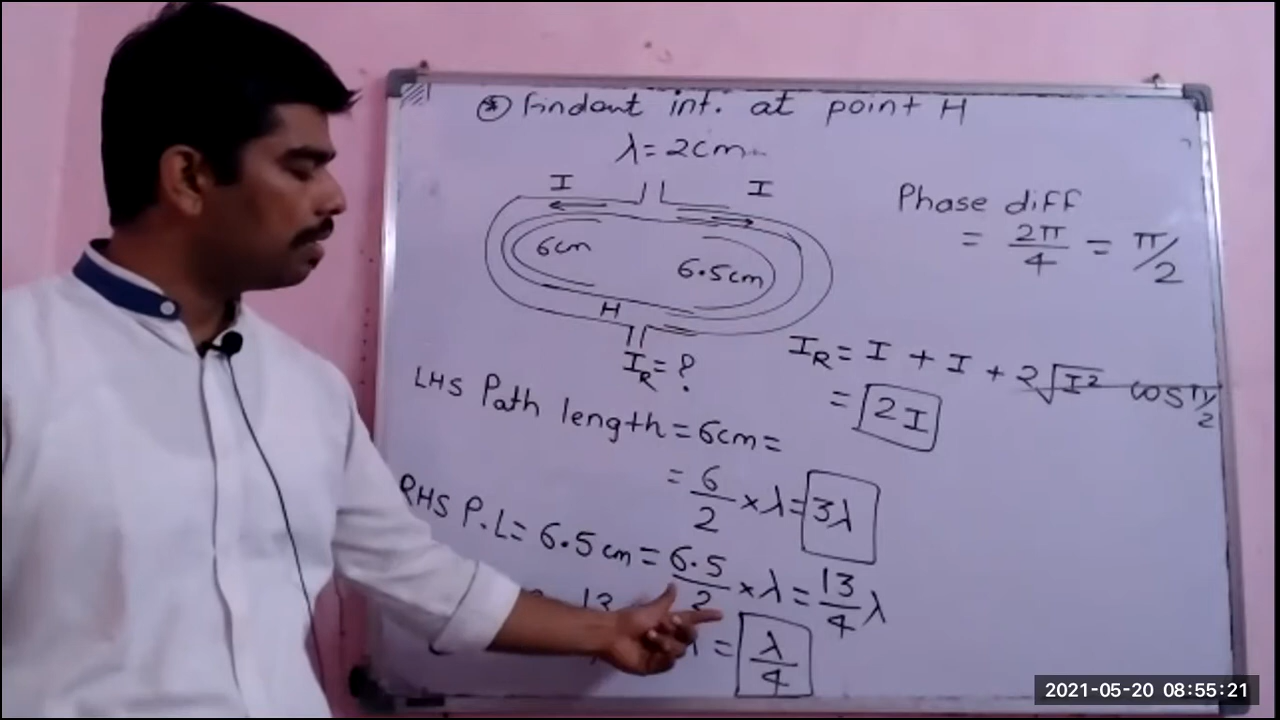 * Findout int. at point H
λ = 2cm
I I
6cm 6.5cm
H
I_R = ?
Phase diff
= 2π/4 = π/2
I_R = I + I + 2√I² cos π/2
= 2I
LHS Path length = 6cm =
= 6/2 × λ = 3λ
RHS P.L = 6.5cm = 6.5/2 × λ = 13/4 λ
13
= λ/4
2021-05-20 08:55:21